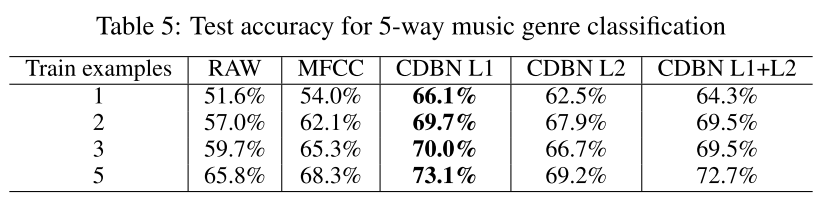 Table 5: Test accuracy for 5-way music genre classification
Train examples RAW MFCC CDBN L1 CDBN L2 CDBN L1+L2
1 51.6% 54.0% 66.1% 62.5% 64.3%
2 57.0% 62.1% 69.7% 67.9% 69.5%
3 59.7% 65.3% 70.0% 66.7% 69.5%
5 65.8% 68.3% 73.1% 69.2% 72.7%